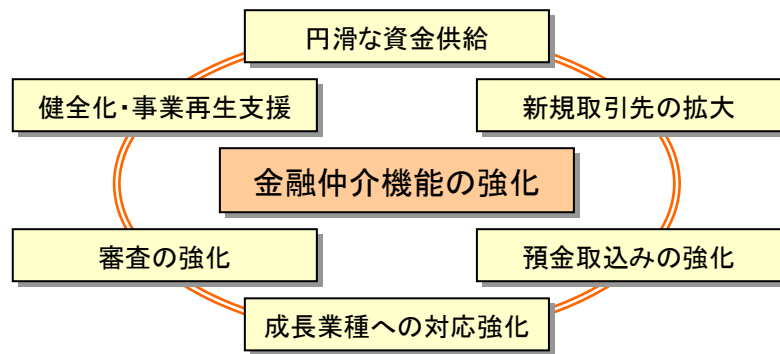 円滑な資金供給
健全化・事業再生支援
新規取引先の拡大
金融仲介機能の強化
審査の強化
預金取込みの強化
成長業種への対応強化